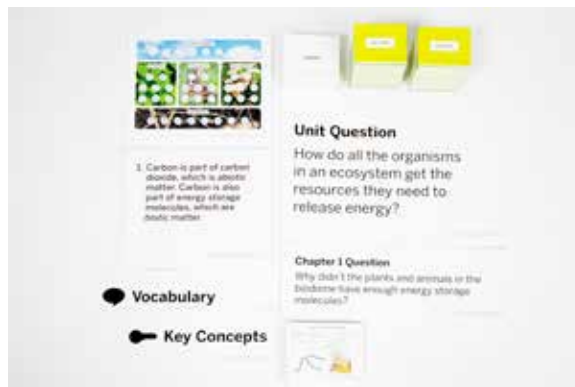 1. Carbon is part of carbon
dioxide, which is abiotic
matter. Carbon is also
part of energy storage
molecules, which are
biotic matter.
Unit Question
How do all the organisms
in an ecosystem get the
resources they need to
release energy?
Chapter 1 Question
Why didn't the plants and animals in the
biodome have enough energy storage
molecules?
Vocabulary
Key Concepts